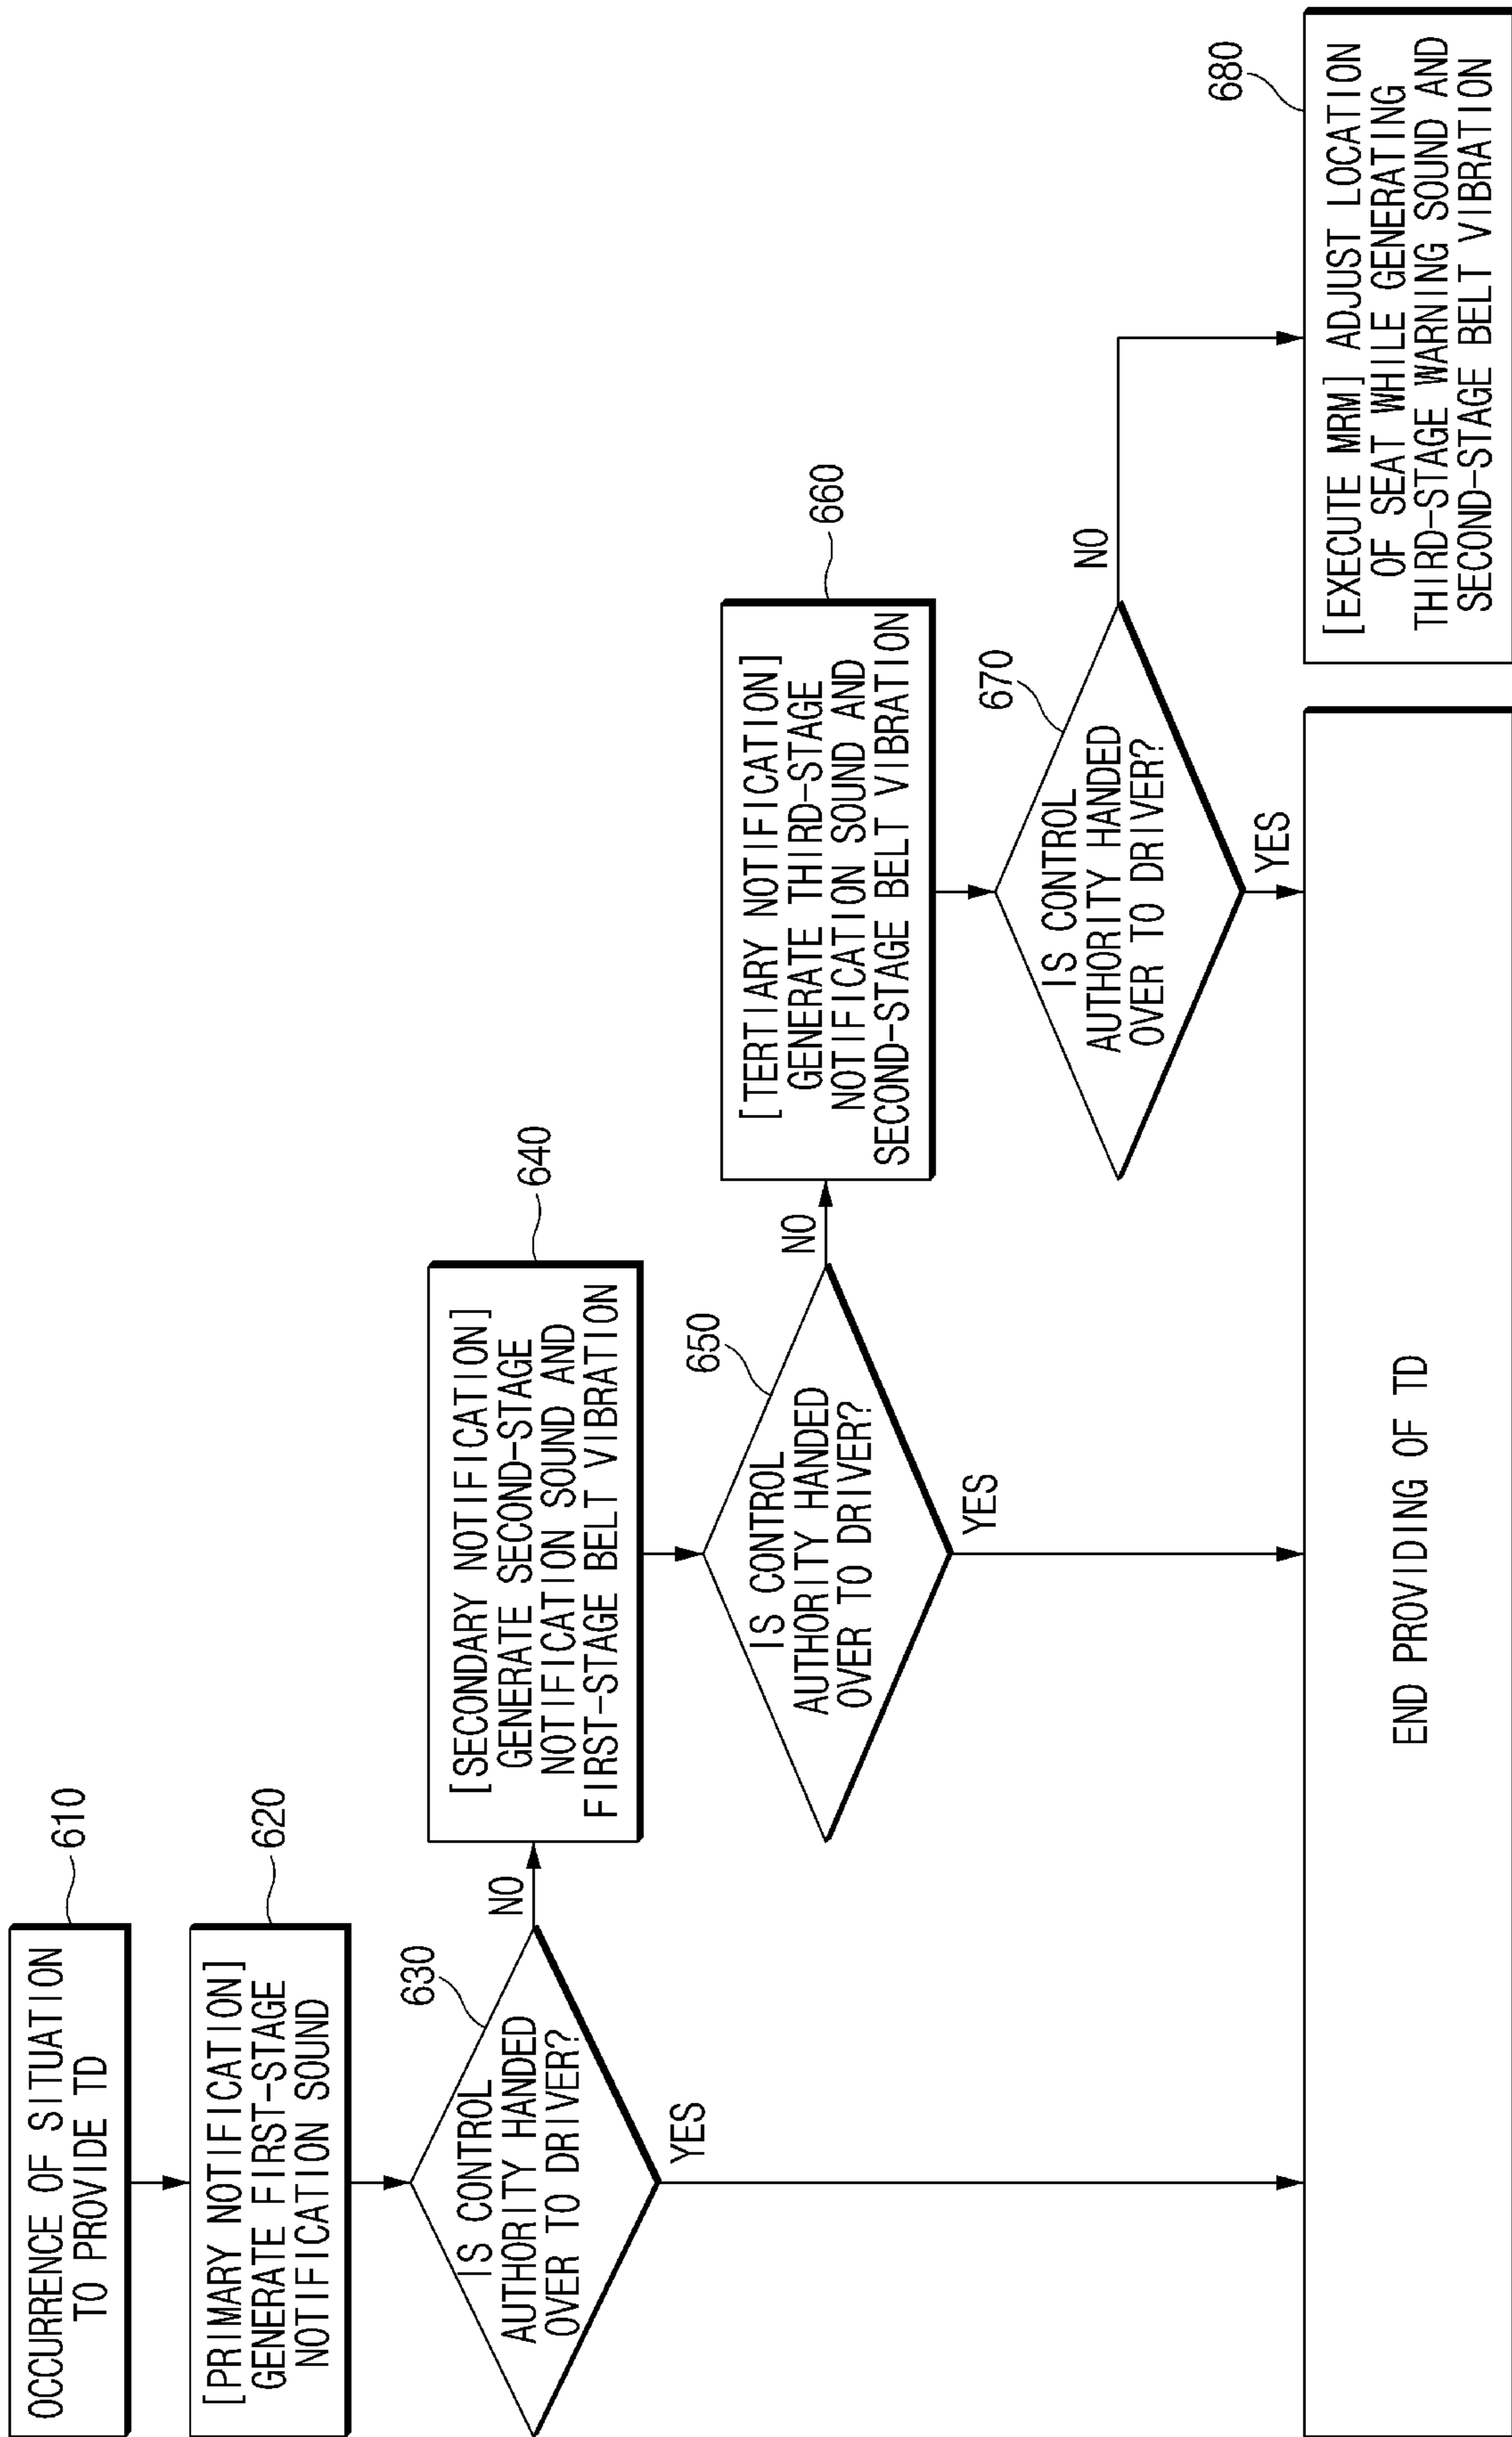 OCCURRENCE OF SITUATION
TO PROVIDE TD
610
[PRIMARY NOTIFICATION]
GENERATE FIRST-STAGE
NOTIFICATION SOUND
620
IS CONTROL
AUTHORITY HANDED
OVER TO DRIVER?
630
NO
YES
[SECONDARY NOTIFICATION]
GENERATE SECOND-STAGE
NOTIFICATION SOUND AND
FIRST-STAGE BELT VIBRATION
640
IS CONTROL
AUTHORITY HANDED
OVER TO DRIVER?
650
NO
YES
[TERTIARY NOTIFICATION]
GENERATE THIRD-STAGE
NOTIFICATION SOUND AND
SECOND-STAGE BELT VIBRATION
660
IS CONTROL
AUTHORITY HANDED
OVER TO DRIVER?
670
NO
YES
END PROVIDING OF TD
[EXECUTE MRM] ADJUST LOCATION
OF SEAT WHILE GENERATING
THIRD-STAGE WARNING SOUND AND
SECOND-STAGE BELT VIBRATION
680